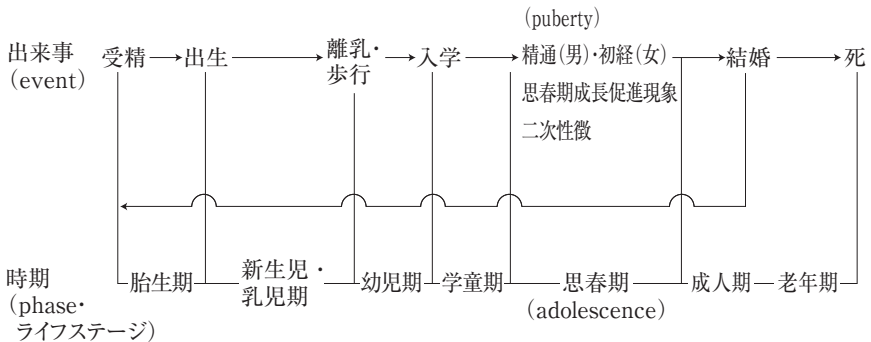 (puberty)
出来事
(event)
受精
出生
離乳・
歩行
入学
精通(男)・初経(女)
思春期成長促進現象
二次性徴
結婚
死
時期
(phase・
ライフステージ)
胎生期
新生児・
乳児期
幼児期
学童期
思春期
(adolescence)
成人期
老年期